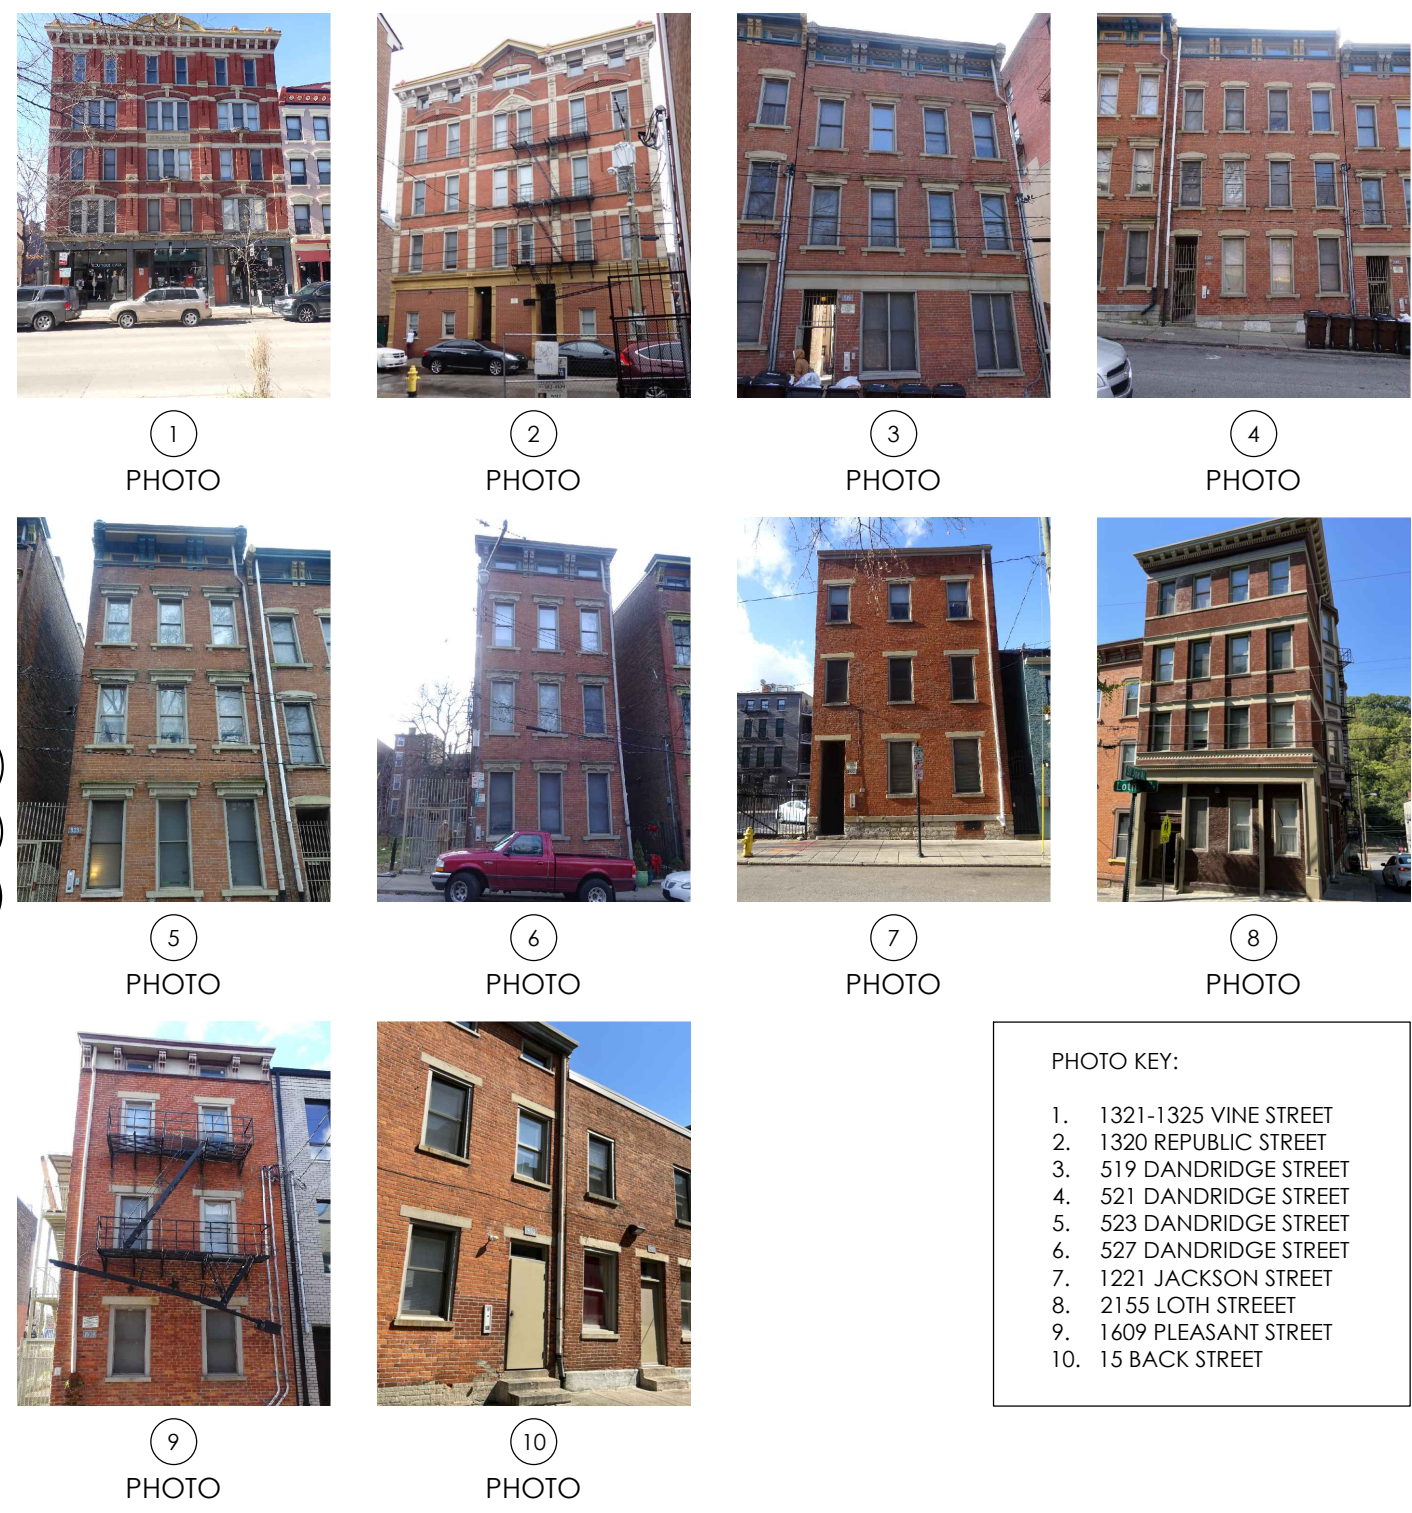 1
PHOTO
2
PHOTO
3
PHOTO
4
PHOTO
5
PHOTO
6
PHOTO
7
PHOTO
8
PHOTO
9
PHOTO
10
PHOTO
PHOTO KEY:
1. 1321-1325 VINE STREET
2. 1320 REPUBLIC STREET
3. 519 DANDRIDGE STREET
4. 521 DANDRIDGE STREET
5. 523 DANDRIDGE STREET
6. 527 DANDRIDGE STREET
7. 1221 JACKSON STREET
8. 2155 LOTH STREEET
9. 1609 PLEASANT STREET
10. 15 BACK STREET